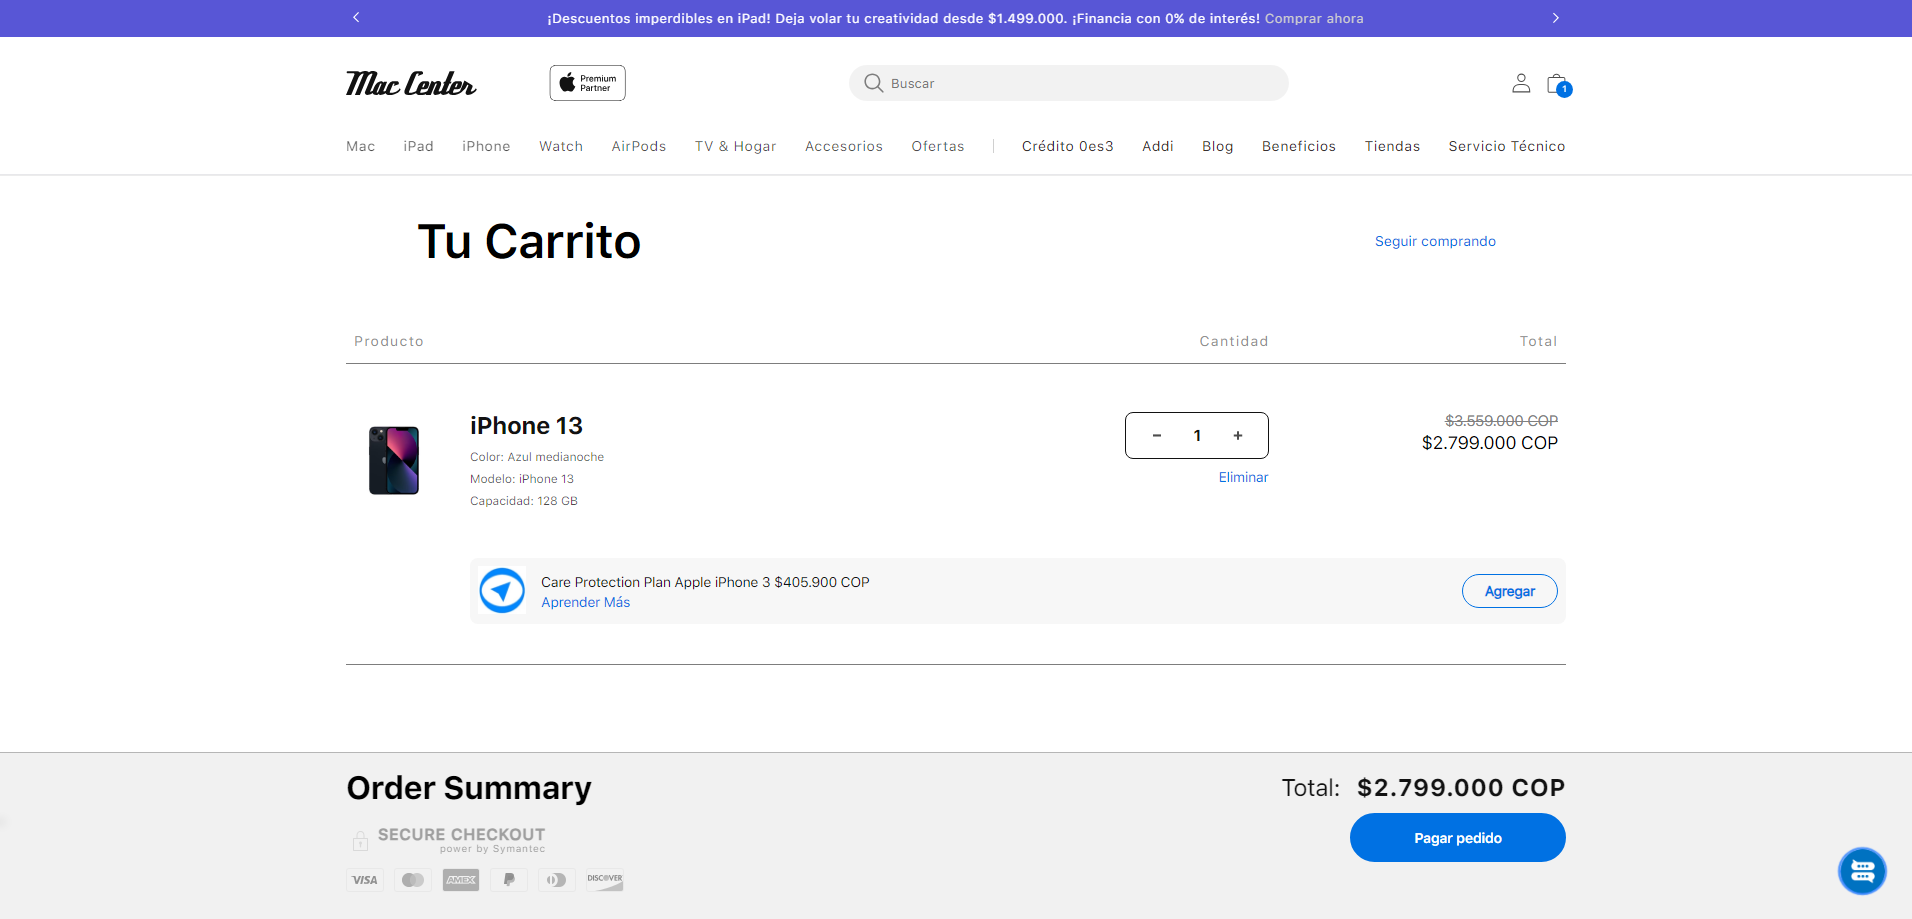 ¡Descuentos imperdibles en iPad! Deja volar tu creatividad desde $1.499.000. ¡Financia con 0% de interés! Comprar ahora
Mac Center
Premium
Partner
Buscar
1
Mac iPad iPhone Watch AirPods TV & Hogar Accesorios Ofertas Crédito 0es3 Addi Blog Beneficios Tiendas Servicio Técnico
Tu Carrito
Seguir comprando
Producto Cantidad Total
iPhone 13
Color: Azul medianoche
Modelo: iPhone 13
Capacidad: 128 GB
- 1 +
Eliminar
$3.559.000 COP
$2.799.000 COP
Care Protection Plan Apple iPhone 3 $405.900 COP
Aprender Más
Agregar
Order Summary
Total: $2.799.000 COP
SECURE CHECKOUT
power by Symantec
Pagar pedido
VISA
AMEX
DISCOVER